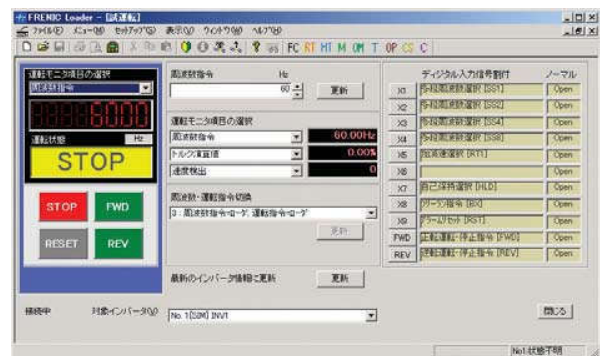 FRENIC Loader - [試運転]
ファイル(F) メニュー(M) セットアップ(S) 表示(V) ウィンドウ(W) ヘルプ(H)
FC RT HT M OM T OP CS C
運転モニタ項目の選択
周波数指令
60.00
運転状態 Hz
STOP
STOP FWD
RESET REV
周波数指令 Hz
60 更新
運転モニタ項目の選択
周波数指令 60.00Hz
トルク演算値 0.00%
速度検出 0
周波数・運転指令切換
3 : 周波数指令-ローダ, 運転指令-ローダ
更新
最新のインバータ情報に更新 更新
ディジタル入力信号割付 ノーマル
X1 多段周波数選択 [SS1] Open
X2 多段周波数選択 [SS2] Open
X3 多段周波数選択 [SS4] Open
X4 多段周波数選択 [SS8] Open
X5 加減速選択 [RT1] Open
X6 Open
X7 自己保持選択 [HLD] Open
X8 フリーラン指令 [BX] Open
X9 アラームリセット [RST] Open
FWD 正転運転・停止指令 [FWD] Open
REV 逆転運転・停止指令 [REV] Open
接続中 対象インバータ(X) No. 1[SIM] INV1 閉じる
No1:状態不明